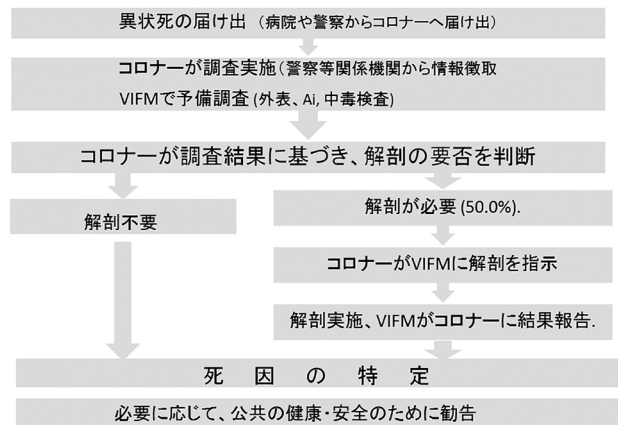 異状死の届け出 （病院や警察からコロナーへ届け出）
コロナーが調査実施（警察等関係機関から情報徴取
VIFMで予備調査 (外表、Ai, 中毒検査)
コロナーが調査結果に基づき、解剖の要否を判断
解剖不要
解剖が必要 (50.0%).
コロナーがVIFMに解剖を指示
解剖実施、VIFMがコロナーに結果報告.
死 因 の 特 定
必要に応じて、公共の健康・安全のために勧告